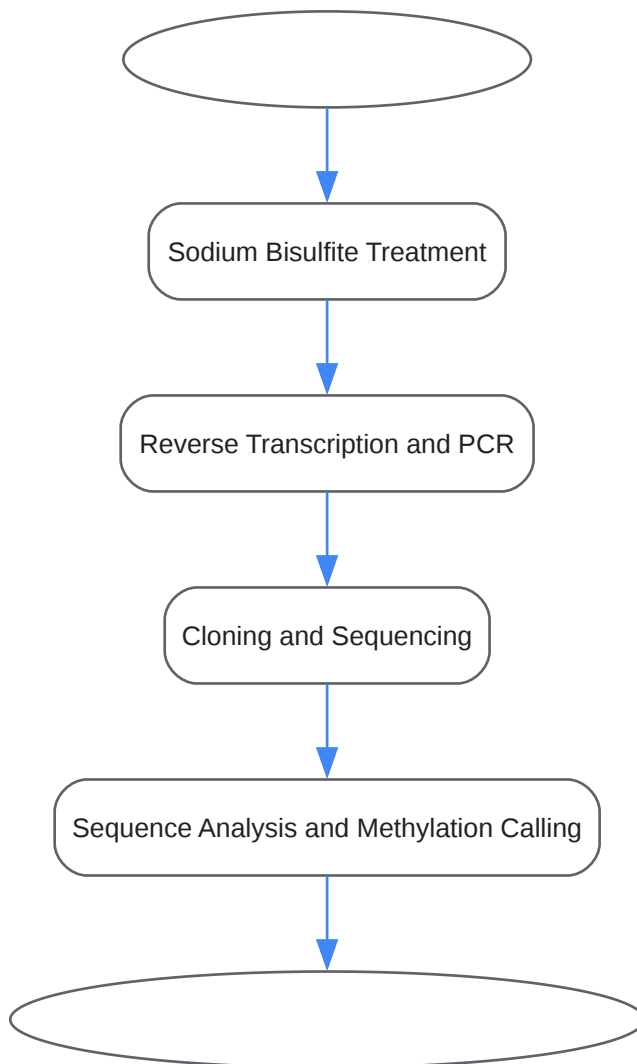 Sodium Bisulfite Treatment
Reverse Transcription and PCR
Cloning and Sequencing
Sequence Analysis and Methylation Calling